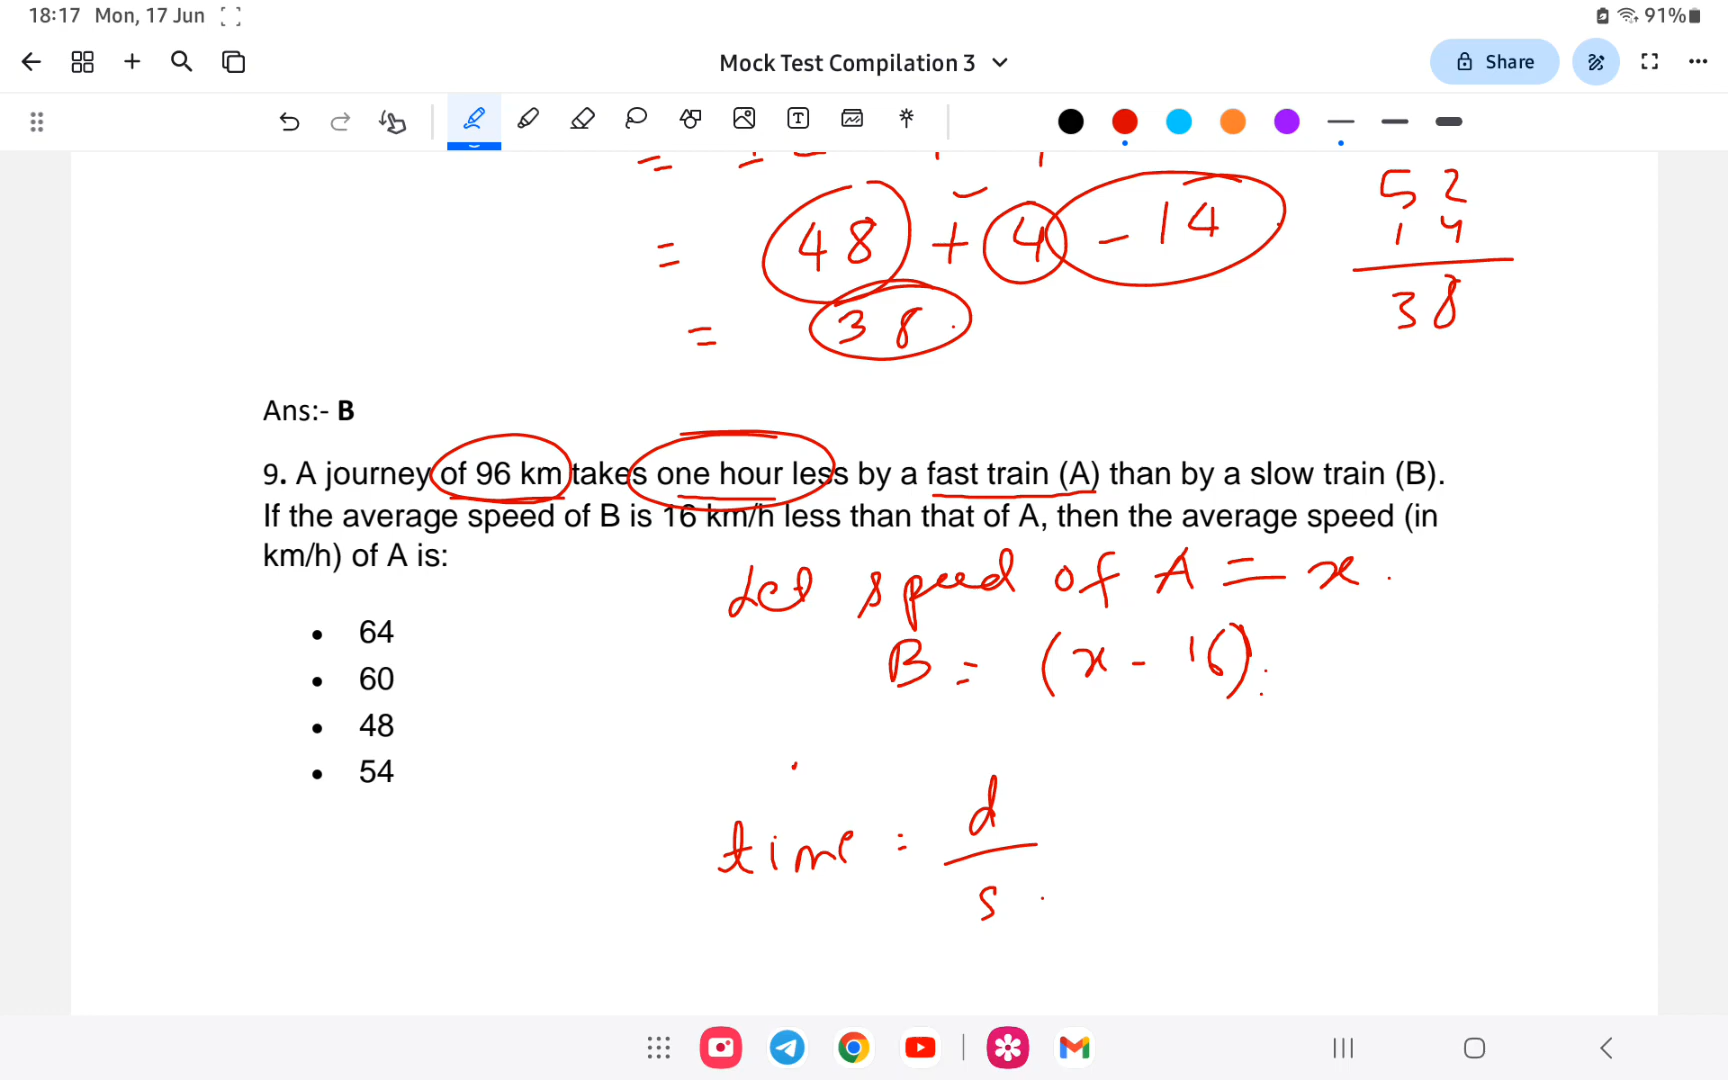 18:17 Mon, 17 Jun 91%
Mock Test Compilation 3 Share
= 48 + 4 - 14
52
14
38
= 38.
Ans:- B
9. A journey of 96 km takes one hour less by a fast train (A) than by a slow train (B).
If the average speed of B is 16 km/h less than that of A, then the average speed (in
km/h) of A is:
Let speed of A = x.
B = (x - 16).
• 64
• 60
• 48
• 54
time = d
s.